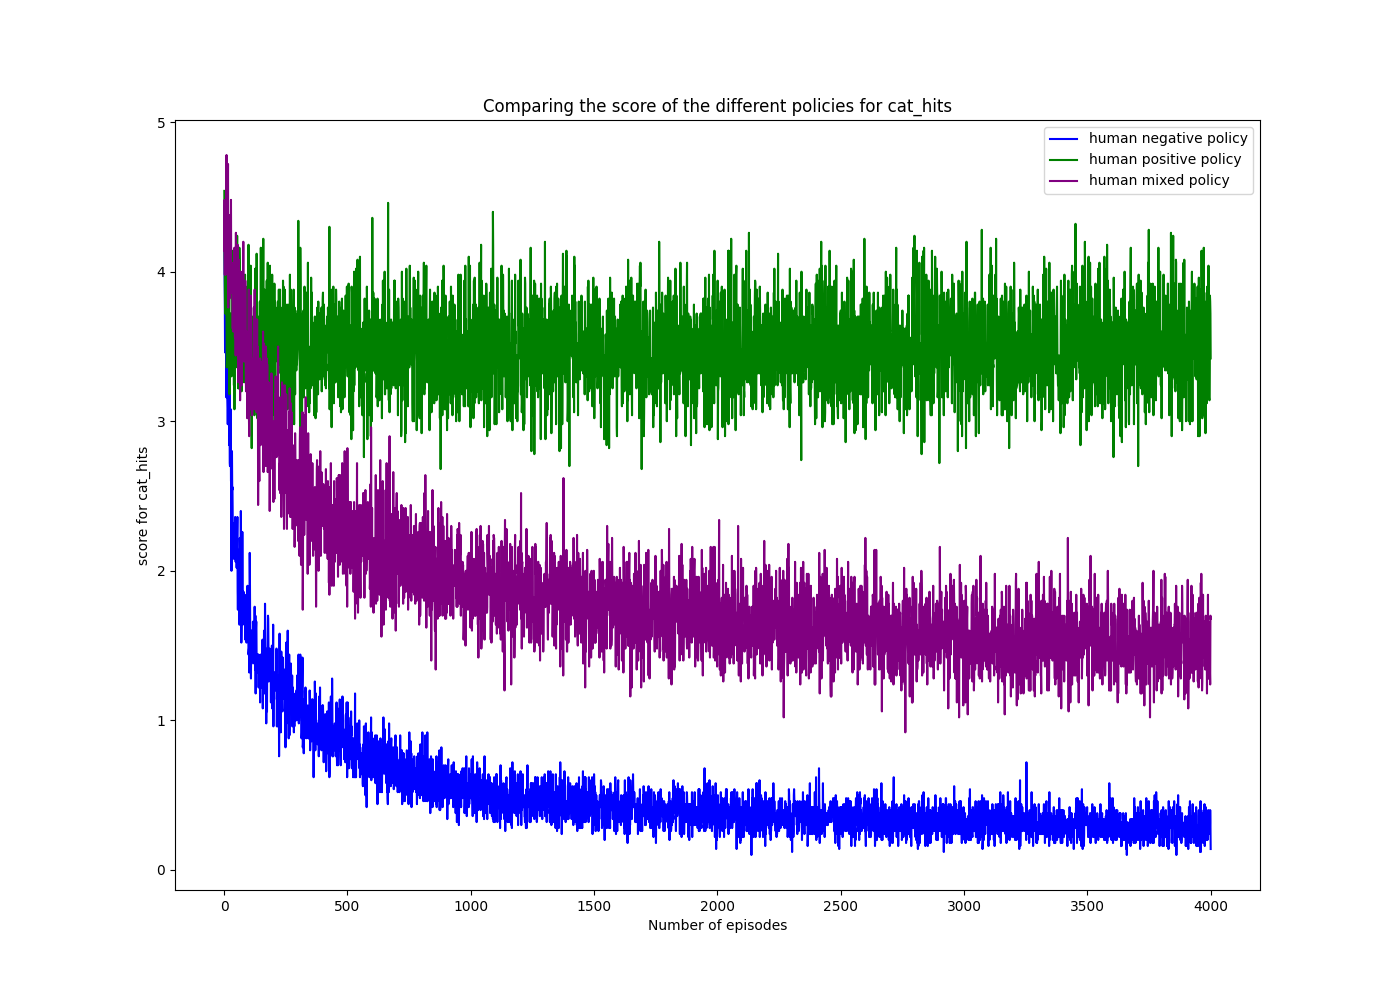 Comparing the score of the different policies for cat_hits
human negative policy
human positive policy
human mixed policy
score for cat_hits
5
4
3
2
1
0
0 500 1000 1500 2000 2500 3000 3500 4000
Number of episodes